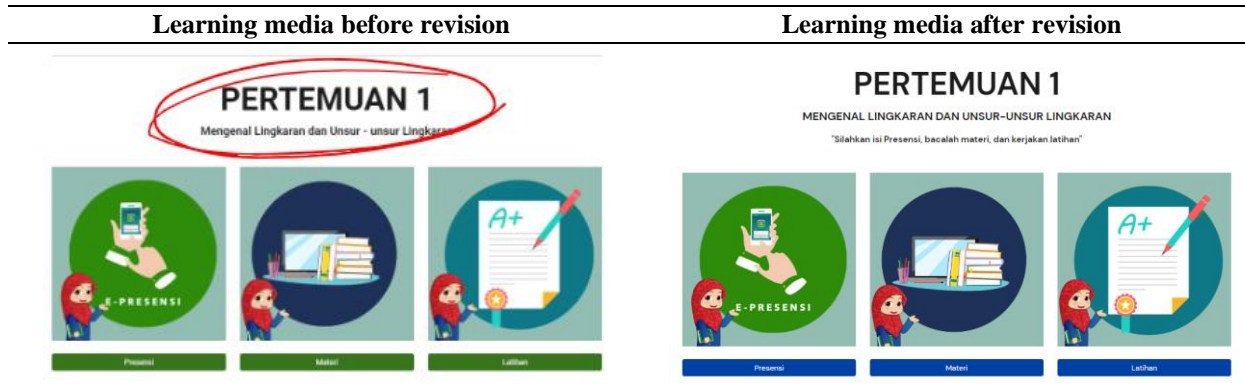 Learning media before revision
Learning media after revision
PERTEMUAN 1
Mengenal Lingkaran dan Unsur - unsur Lingkaran
E-PRESENSI
A+
Presensi
Materi
Latihan
PERTEMUAN 1
MENGENAL LINGKARAN DAN UNSUR-UNSUR LINGKARAN
"Silahkan isi Presensi, bacalah materi, dan kerjakan latihan"
E-PRESENSI
A+
Presensi
Materi
Latihan